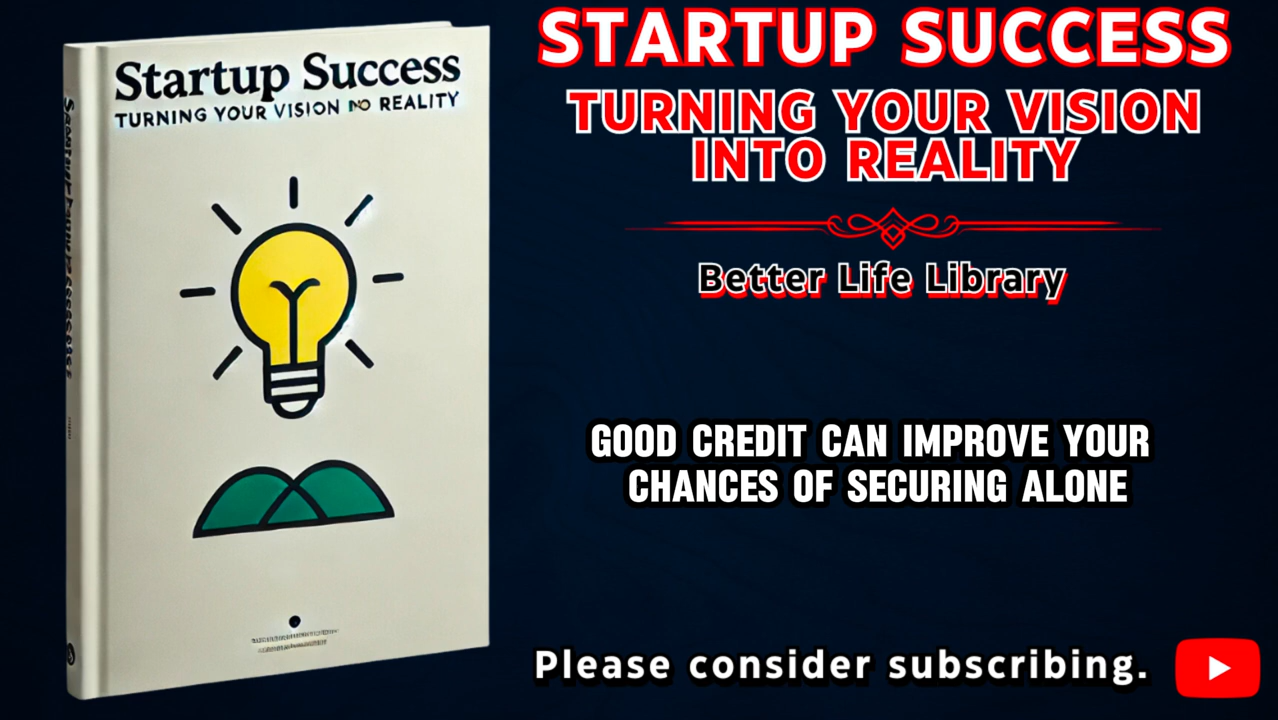 Startup Success
TURNING YOUR VISION NO REALITY
STARTUP SUCCESS
TURNING YOUR VISION
INTO REALITY
Better Life Library
GOOD CREDIT CAN IMPROVE YOUR
CHANCES OF SECURING ALONE
Please consider subscribing.